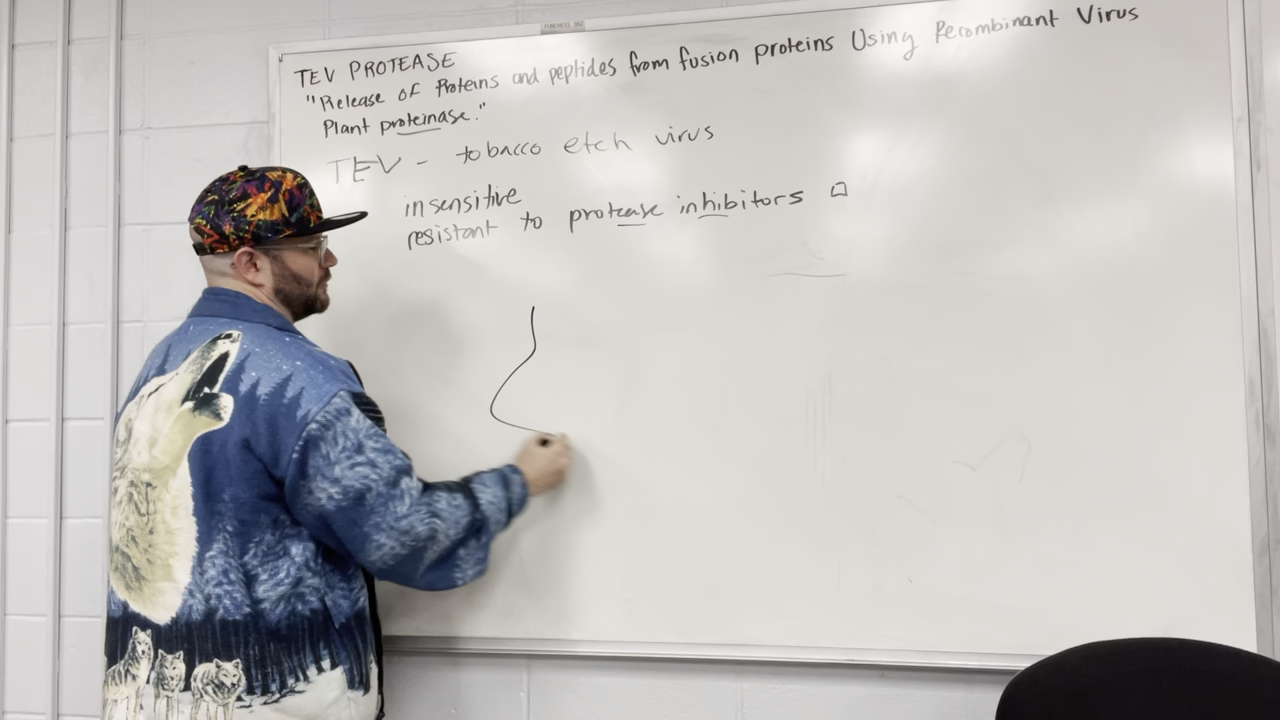 TEV PROTEASE
"Release of Proteins and peptides from fusion proteins Using Recombinant Virus
Plant proteinase."
TEV - tobacco etch virus
insensitive
resistant to protease inhibitors